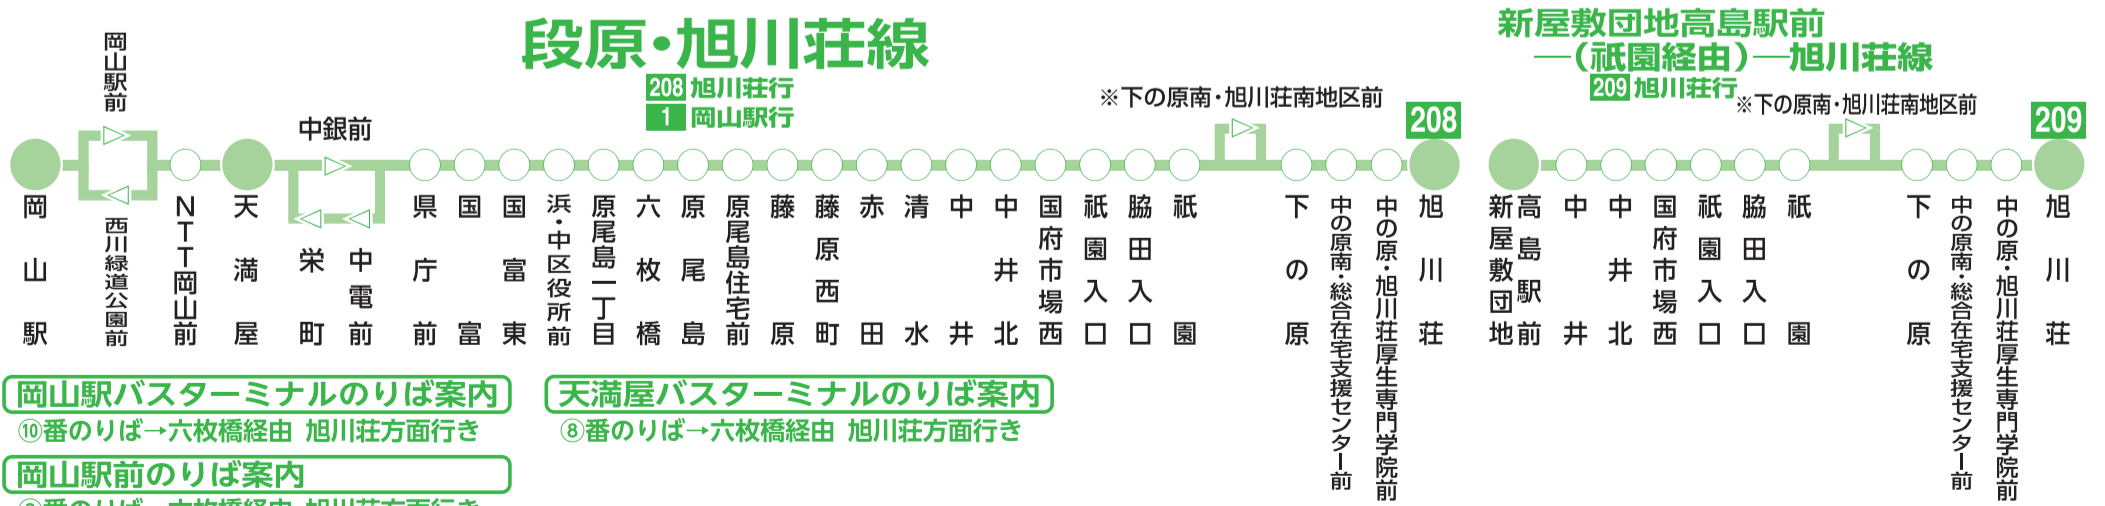 段原・旭川荘線
208 旭川荘行
1 岡山駅行
新屋敷団地高島駅前
―(祇園経由)―旭川荘線
209 旭川荘行
岡山駅前
中銀前
※下の原南・旭川荘南地区前
208
※下の原南・旭川荘南地区前
209
岡山駅
西川緑道公園前
NTT岡山前
天満屋
栄町
中電前
県庁前
国富
国富東
浜・中区役所前
原尾島一丁目
六枚橋
原尾島
原尾島住宅前
藤原
藤原西町
赤田
清水
中井
中井北
国府市場西
祇園入口
脇田入口
祇園
下の原
中の原南・総合在宅支援センター前
中の原・旭川荘厚生専門学院前
旭川荘
新屋敷団地
高島駅前
中井
中井北
国府市場西
祇園入口
脇田入口
祇園
下の原
中の原南・総合在宅支援センター前
中の原・旭川荘厚生専門学院前
旭川荘
岡山駅バスターミナルのりば案内
⑩番のりば→六枚橋経由 旭川荘方面行き
天満屋バスターミナルのりば案内
⑧番のりば→六枚橋経由 旭川荘方面行き
岡山駅前のりば案内
番のりば→六枚橋経由 旭川荘方面行き